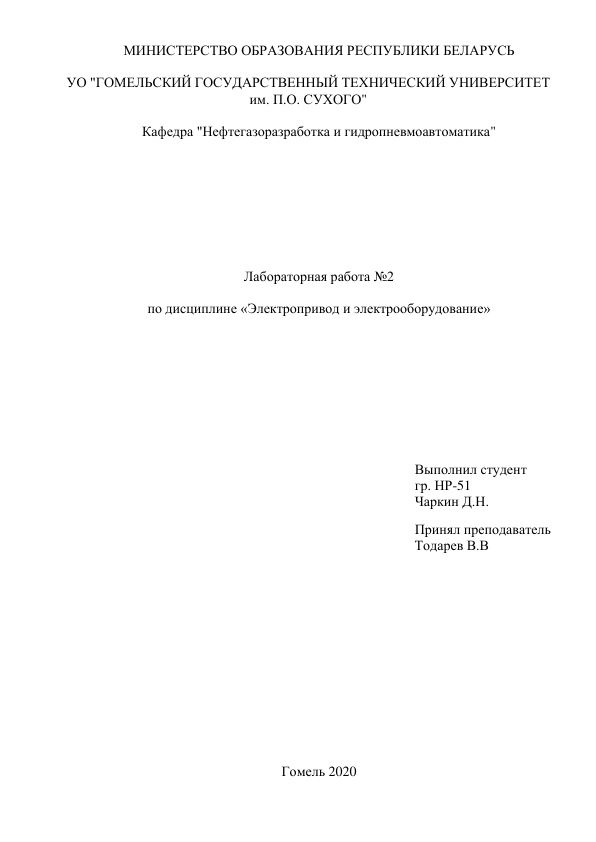 МИНИСТЕРСТВО ОБРАЗОВАНИЯ РЕСПУБЛИКИ БЕЛАРУСЬ
УО "ГОМЕЛЬСКИЙ ГОСУДАРСТВЕННЫЙ ТЕХНИЧЕСКИЙ УНИВЕРСИТЕТ
им. П.О. СУХОГО"
Кафедра "Нефтегазоразработка и гидропневмоавтоматика"
Лабораторная работа №2
по дисциплине «Электропривод и электрооборудование»
Выполнил студент
гр. НР-51
Чаркин Д.Н.
Принял преподаватель
Тодарев В.В
Гомель 2020